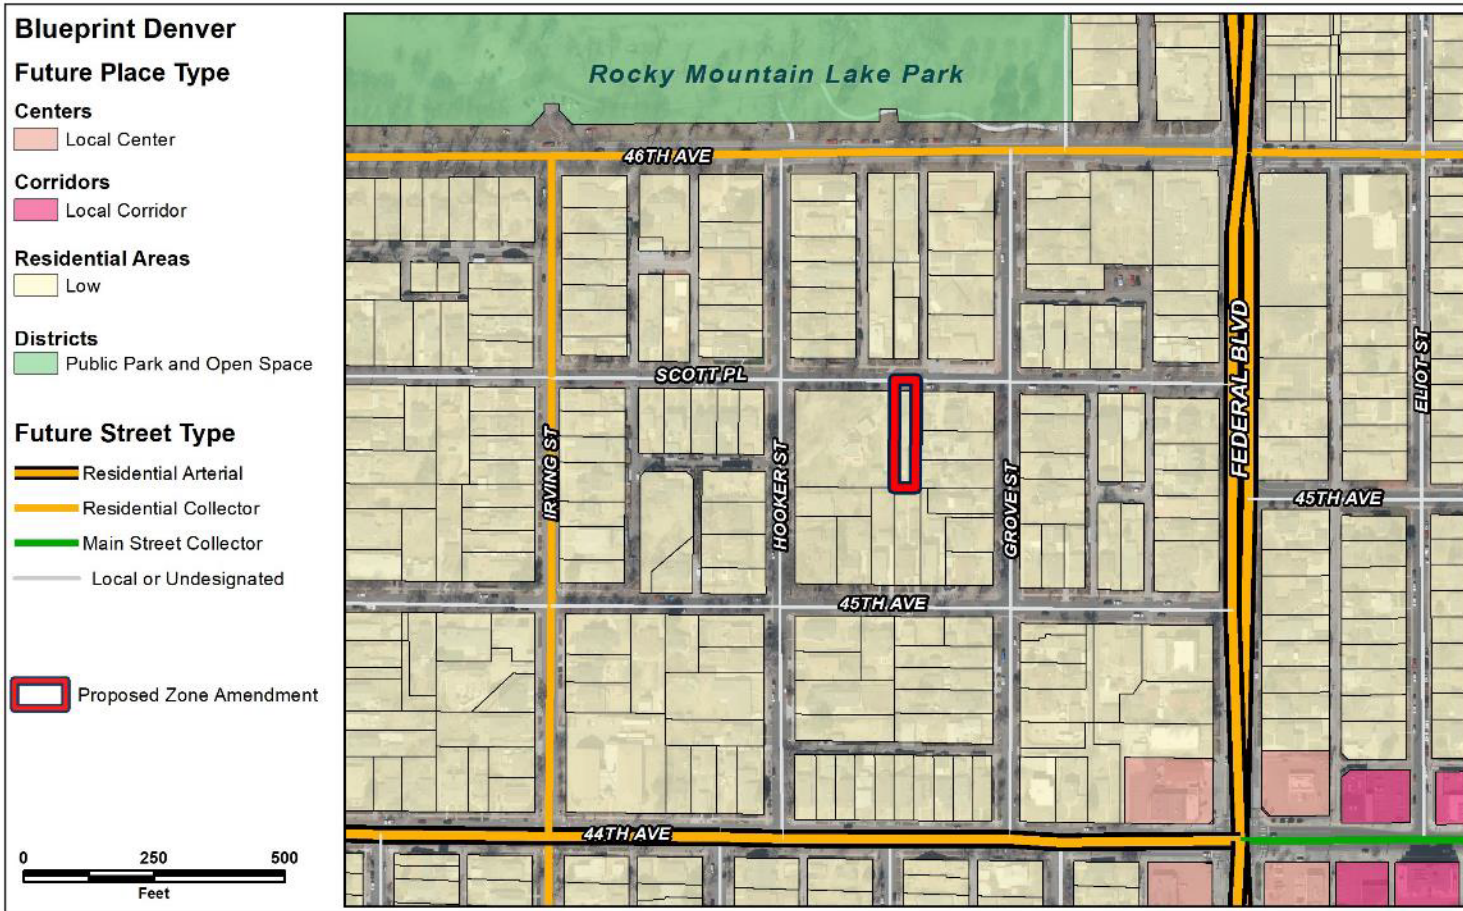 Blueprint Denver
Future Place Type
Centers
Local Center
Corridors
Local Corridor
Residential Areas
Low
Districts
Public Park and Open Space
Future Street Type
Residential Arterial
Residential Collector
Main Street Collector
Local or Undesignated
Proposed Zone Amendment
0 250 500
Feet
Rocky Mountain Lake Park
46TH AVE
SCOTT PL
IRVING ST
HOOKER ST
GROVE ST
FEDERAL BLVD
ELIOT ST
45TH AVE
45TH AVE
44TH AVE